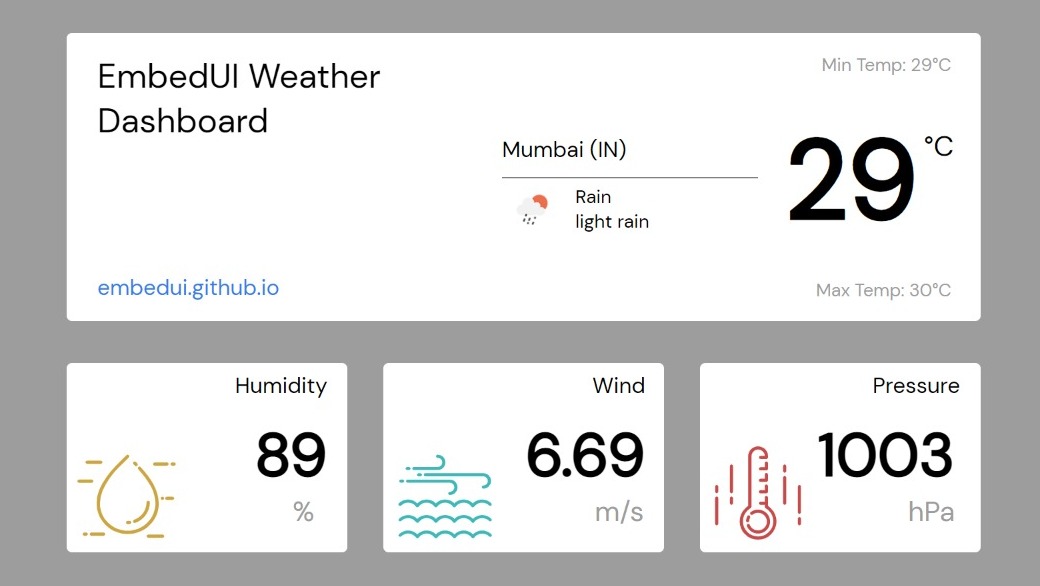 EmbedUI Weather
Dashboard
embedui.github.io
Mumbai (IN)
Rain
light rain
Min Temp: 29°C
29 °C
Max Temp: 30°C
Humidity
89
%
Wind
6.69
m/s
Pressure
1003
hPa